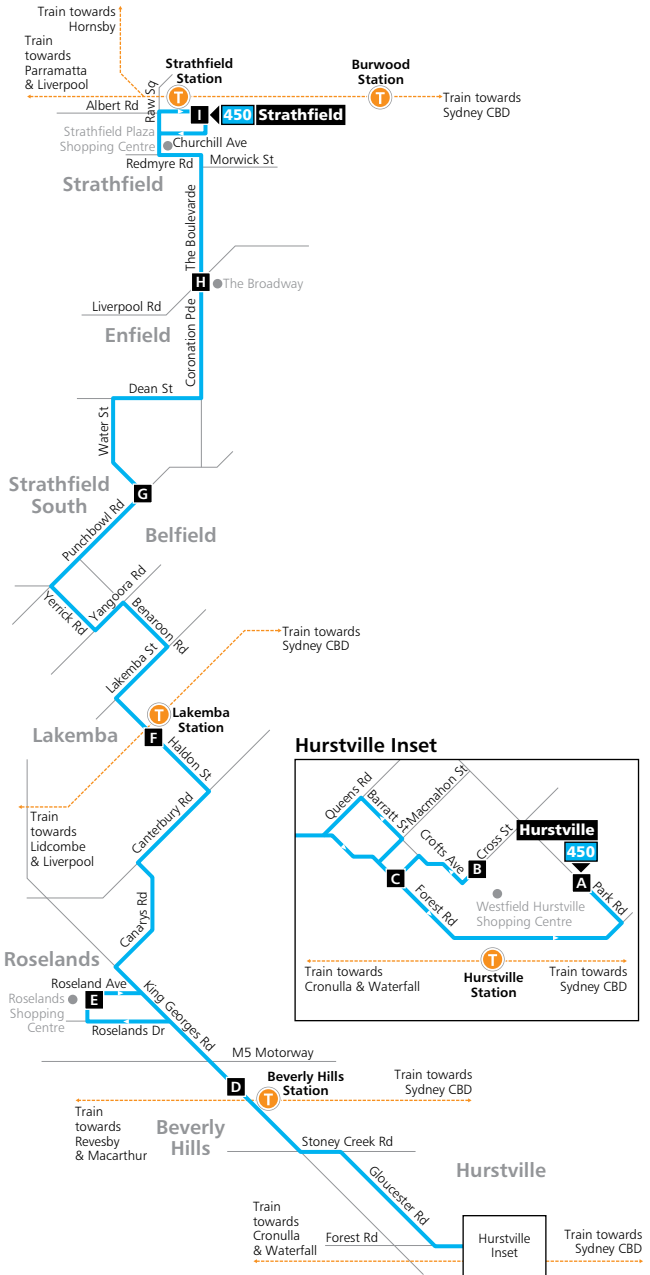 Train towards
Hornsby
Train
towards
Parramatta
& Liverpool
Strathfield
Station
Burwood
Station
T
T
Train towards
Sydney CBD
Raw Sq
Albert Rd
I
450 Strathfield
Strathfield Plaza
Shopping Centre
Churchill Ave
Redmyre Rd
Morwick St
Strathfield
The Boulevarde
H
The Broadway
Liverpool Rd
Enfield
Coronation Pde
Dean St
Water St
Strathfield
South
G
Punchbowl Rd
Belfield
Yerrick Rd
Yangoora Rd
Benaroon Rd
Lakemba St
Train towards
Sydney CBD
T
Lakemba
Station
Lakemba
F
Haldon St
Train
towards
Lidcombe
& Liverpool
Canterbury Rd
Canarys Rd
Hurstville Inset
Queens Rd
Barratt St
Macmahon St
Crofts Ave
Cross St
Hurstville
450
B
C
A
Park Rd
Forest Rd
Westfield Hurstville
Shopping Centre
Train towards
Cronulla & Waterfall
T
Hurstville
Station
Train towards
Sydney CBD
Roselands
Roseland Ave
Roselands
Shopping
Centre
E
King Georges Rd
Roselands Dr
M5 Motorway
D
Beverly Hills
Station
T
Train towards
Sydney CBD
Train
towards
Revesby
& Macarthur
Beverly
Hills
Stoney Creek Rd
Hurstville
Gloucester Rd
Train
towards
Cronulla
& Waterfall
Forest Rd
Hurstville
Inset
Train towards
Sydney CBD